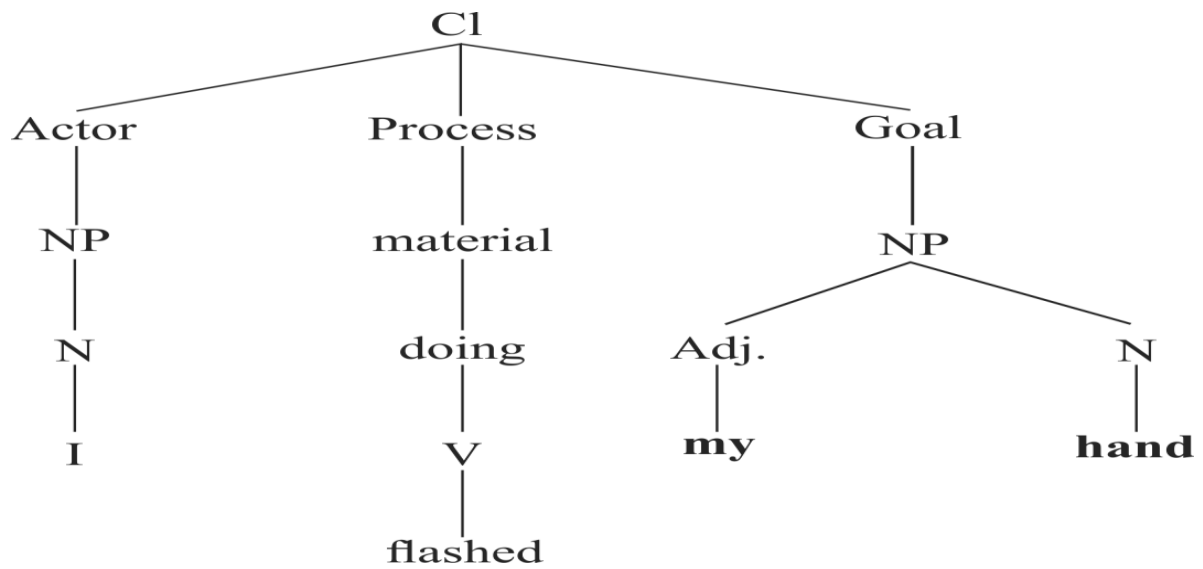 Cl
Actor Process Goal
NP material NP
N doing Adj. N
I V my hand
flashed